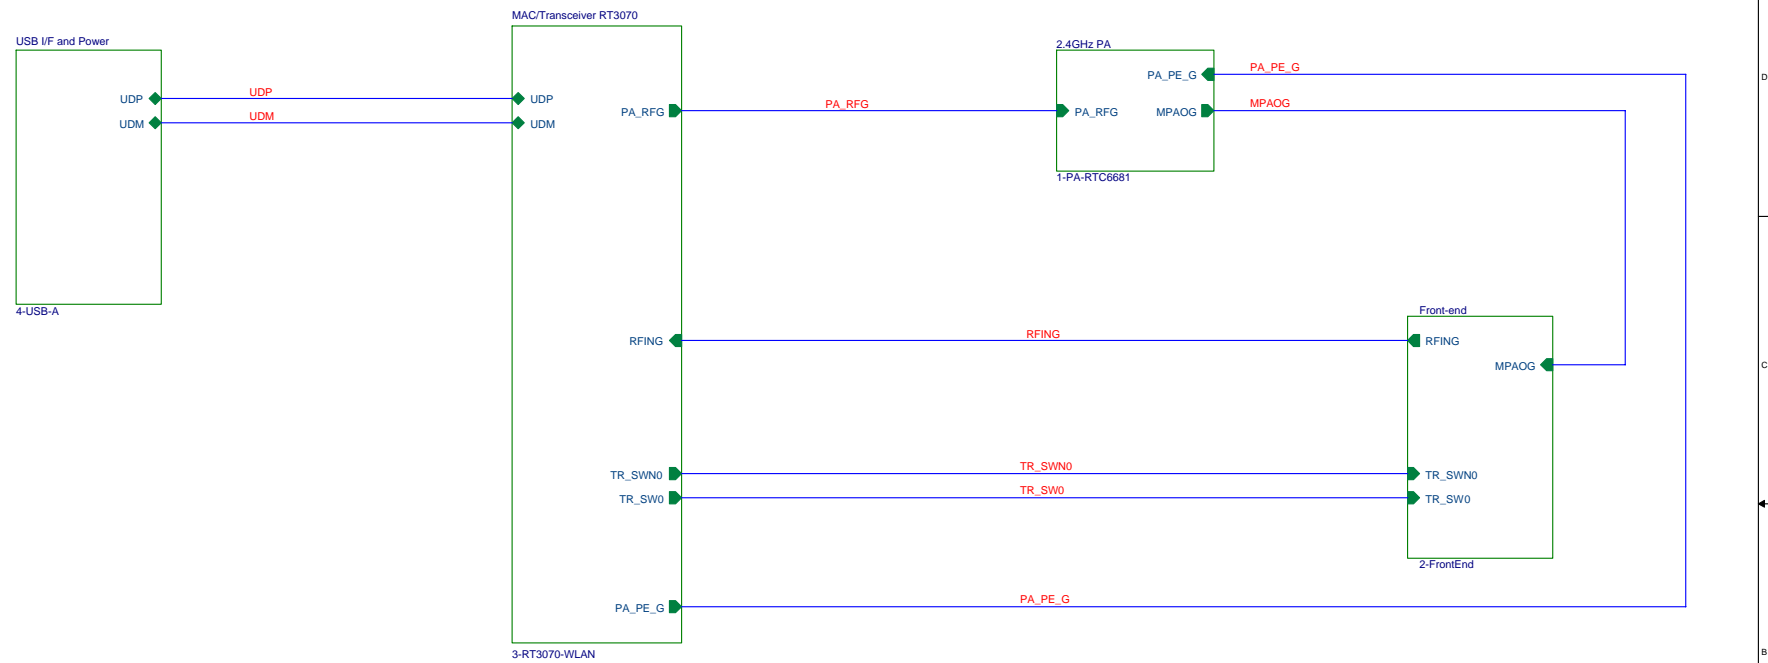 MAC/Transceiver RT3070
USB I/F and Power
2.4GHz PA
PA_PE_G
PA_PE_G
D
UDP
UDP
UDP
PA_RFG
PA_RFG
PA_RFG
MPAOG
MPAOG
UDM
UDM
UDM
1-PA-RTC6681
4-USB-A
Front-end
RFING
RFING
RFING
MPAOG
C
TR_SWN0
TR_SWN0
TR_SWN0
TR_SW0
TR_SW0
TR_SW0
2-FrontEnd
PA_PE_G
PA_PE_G
3-RT3070-WLAN
B